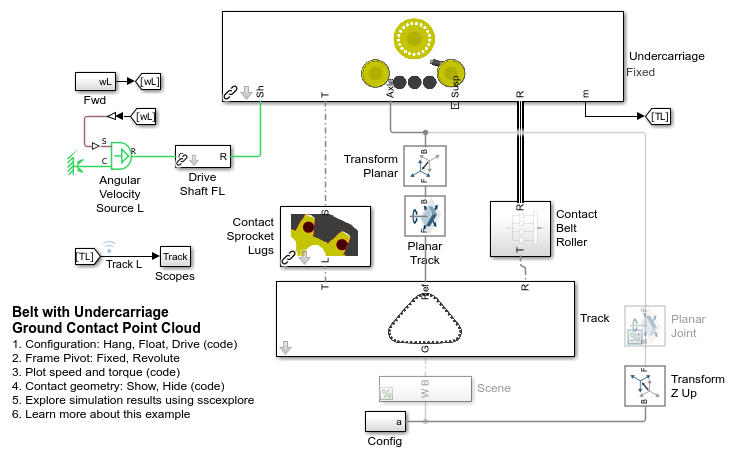 Undercarriage
Fixed
Sh
T
Axle
Susp
R
m
wL
[wL]
Fwd
[wL]
[TL]
S
C
R
Angular
Velocity
Source L
R
Drive
Shaft FL
Transform
Planar
B
F
B
F
Planar
Track
Contact
Sprocket
Lugs
S
L
R
T
Contact
Belt
Roller
[TL]
Track L
Track
Scopes
T
Ref
R
G
Track
Planar
Joint
F
B
Transform
Z Up
W B
Scene
a
Config
Belt with Undercarriage
Ground Contact Point Cloud
1. Configuration: Hang, Float, Drive (code)
2. Frame Pivot: Fixed, Revolute
3. Plot speed and torque (code)
4. Contact geometry: Show, Hide (code)
5. Explore simulation results using sscexplore
6. Learn more about this example